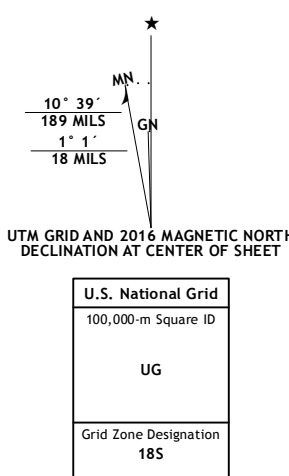 MN
10° 39´
189 MILS
GN
1° 1´
18 MILS
UTM GRID AND 2016 MAGNETIC NORTH
DECLINATION AT CENTER OF SHEET
U.S. National Grid
100,000-m Square ID
UG
Grid Zone Designation
18S